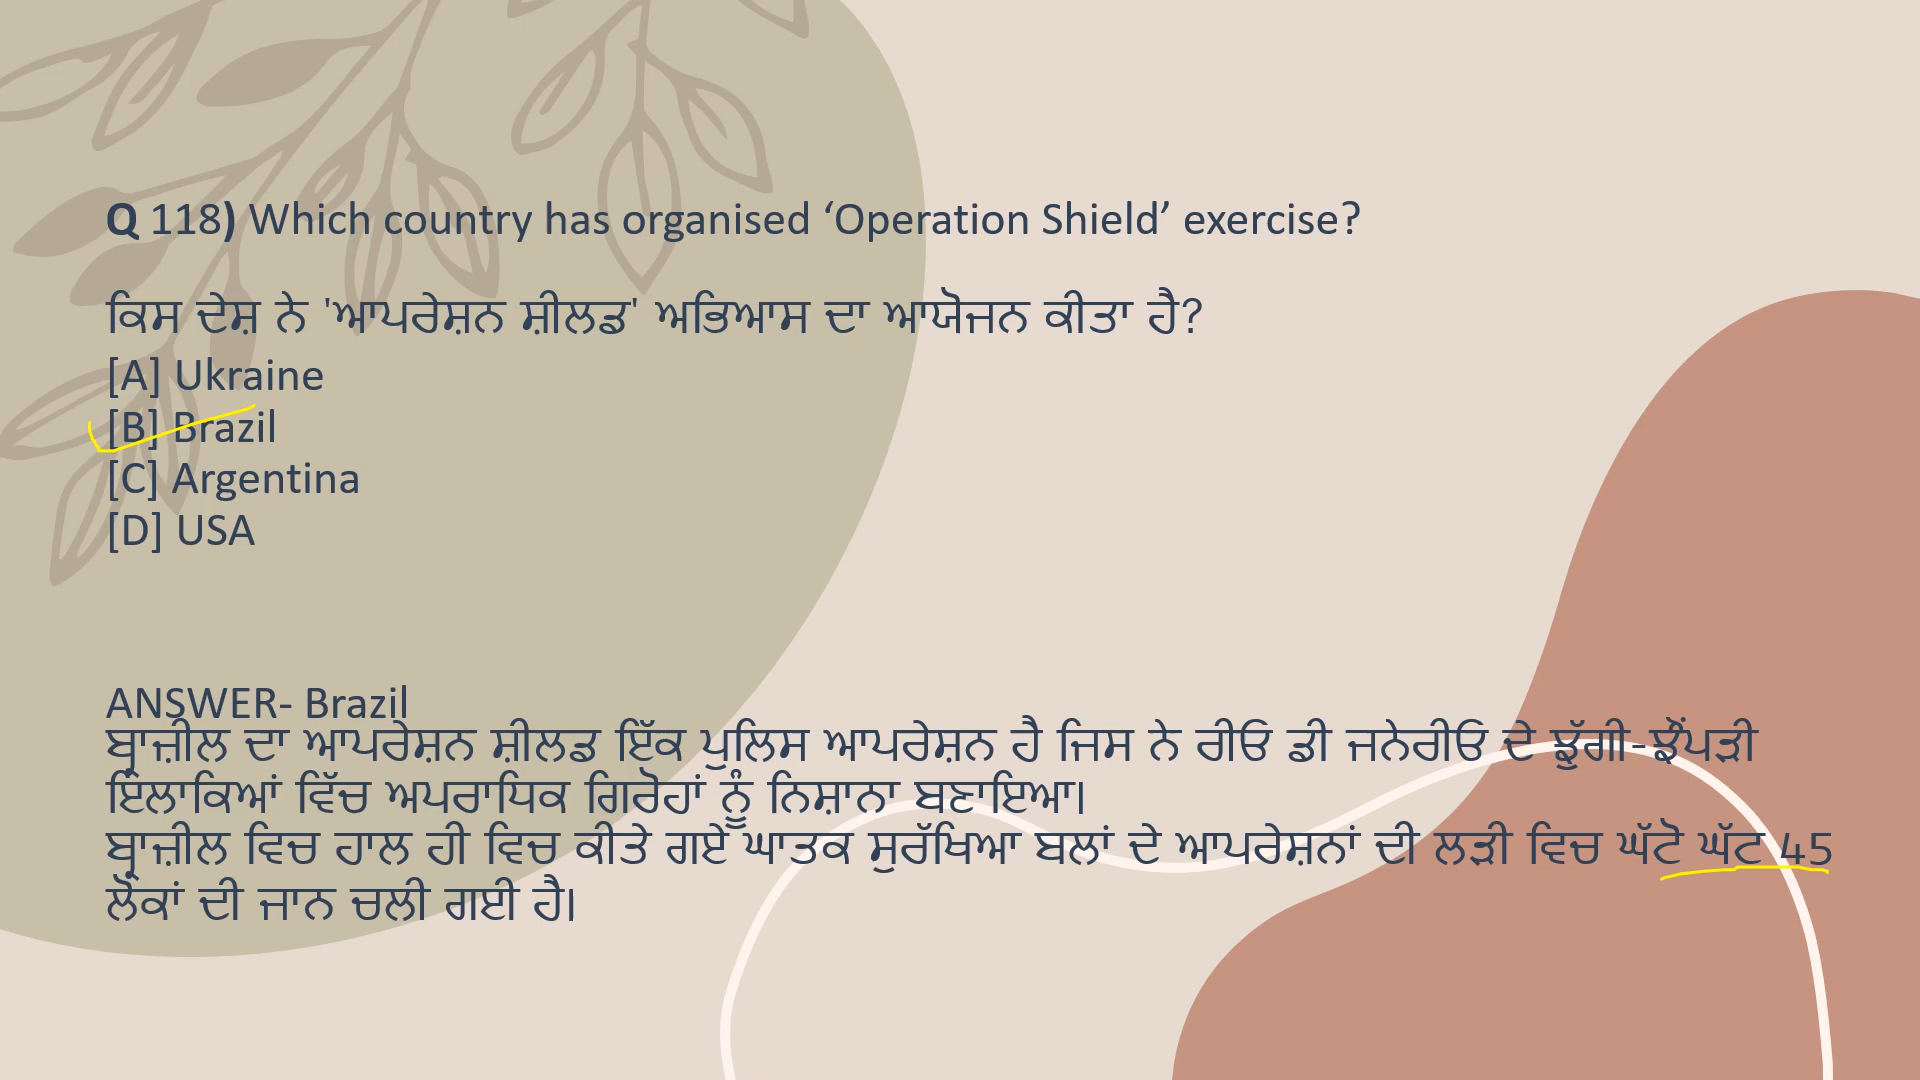 Q 118) Which country has organised ‘Operation Shield’ exercise?
ਕਿਸ ਦੇਸ਼ ਨੇ 'ਆਪਰੇਸ਼ਨ ਸ਼ੀਲਡ' ਅਭਿਆਸ ਦਾ ਆਯੋਜਨ ਕੀਤਾ ਹੈ?
[A] Ukraine
[B] Brazil
[C] Argentina
[D] USA
ANSWER- Brazil
ਬ੍ਰਾਜ਼ੀਲ ਦਾ ਆਪਰੇਸ਼ਨ ਸ਼ੀਲਡ ਇੱਕ ਪੁਲਿਸ ਆਪਰੇਸ਼ਨ ਹੈ ਜਿਸ ਨੇ ਰੀਓ ਡੀ ਜਨੇਰੀਓ ਦੇ ਝੁੱਗੀ-ਝੌਂਪੜੀ
ਇਲਾਕਿਆਂ ਵਿੱਚ ਅਪਰਾਧਿਕ ਗਿਰੋਹਾਂ ਨੂੰ ਨਿਸ਼ਾਨਾ ਬਣਾਇਆ।
ਬ੍ਰਾਜ਼ੀਲ ਵਿਚ ਹਾਲ ਹੀ ਵਿਚ ਕੀਤੇ ਗਏ ਘਾਤਕ ਸੁਰੱਖਿਆ ਬਲਾਂ ਦੇ ਆਪਰੇਸ਼ਨਾਂ ਦੀ ਲੜੀ ਵਿਚ ਘੱਟੋ ਘੱਟ 45
ਲੋਕਾਂ ਦੀ ਜਾਨ ਚਲੀ ਗਈ ਹੈ।